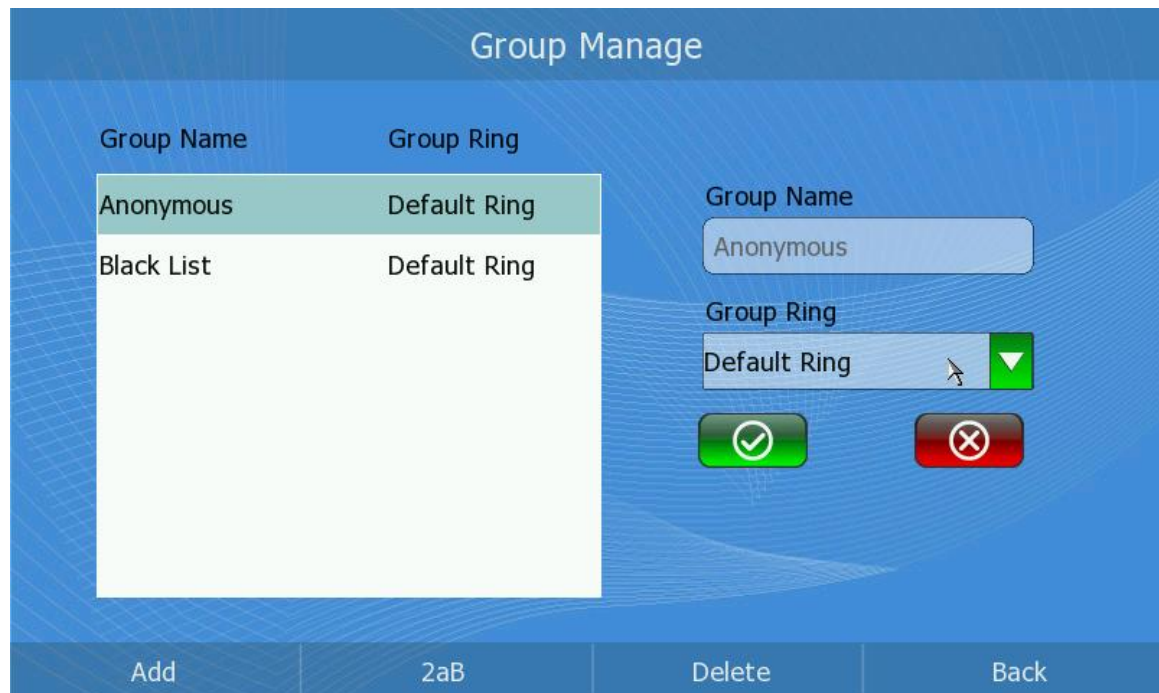 Group Manage
Group Name Group Ring
Anonymous Default Ring
Black List Default Ring
Group Name
Anonymous
Group Ring
Default Ring
Add 2aB Delete Back